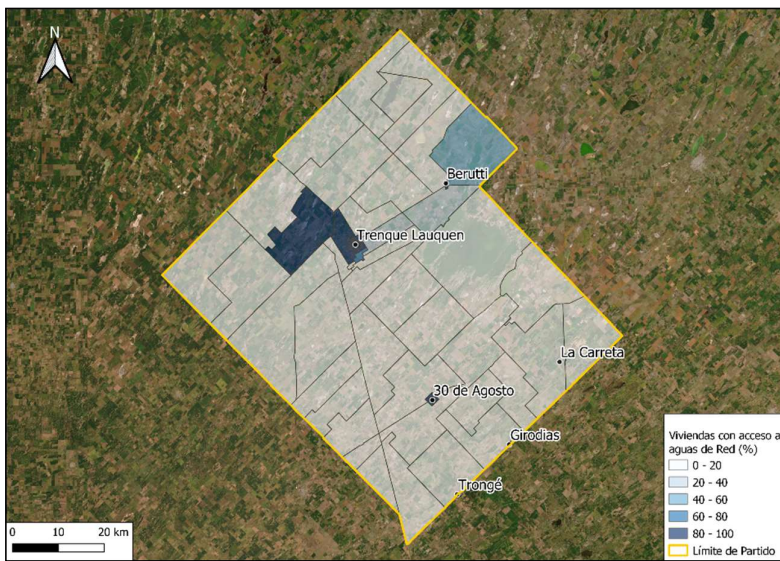 N
Berutti
Trenque Lauquen
La Carreta
30 de Agosto
Girodias
Trongé
Viviendas con acceso a
aguas de Red (%)
0 - 20
20 - 40
40 - 60
60 - 80
80 - 100
Límite de Partido
0 10 20 km